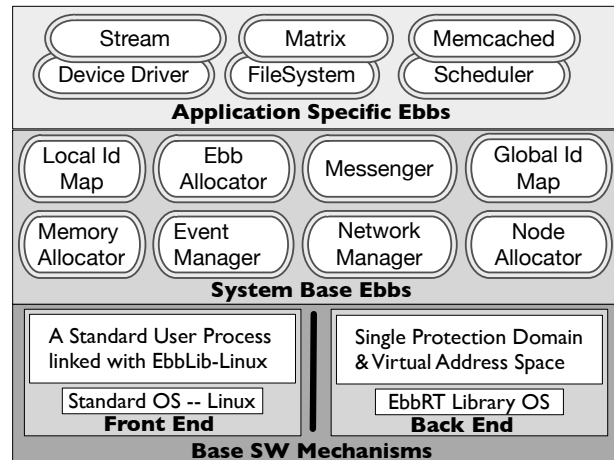 Stream Matrix Memcached
Device Driver FileSystem Scheduler
Application Specific Ebbs
Local Id Map
Ebb Allocator
Messenger
Global Id Map
Memory Allocator
Event Manager
Network Manager
Node Allocator
System Base Ebbs
A Standard User Process
linked with EbbLib-Linux
Standard OS -- Linux
Front End
Single Protection Domain
& Virtual Address Space
EbbRT Library OS
Back End
Base SW Mechanisms